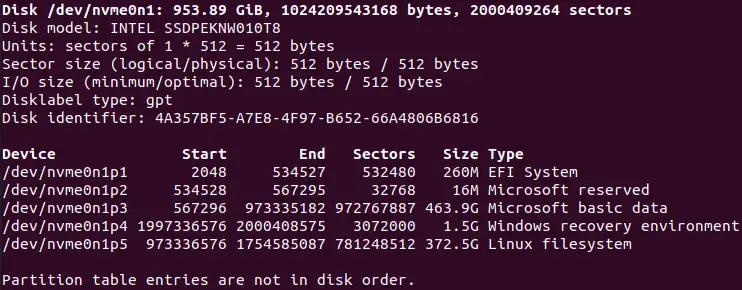 Disk /dev/nvme0n1: 953.89 GiB, 1024209543168 bytes, 2000409264 sectors
Disk model: INTEL SSDPEKNW010T8
Units: sectors of 1 * 512 = 512 bytes
Sector size (logical/physical): 512 bytes / 512 bytes
I/O size (minimum/optimal): 512 bytes / 512 bytes
Disklabel type: gpt
Disk identifier: 4A357BF5-A7E8-4F97-B652-66A4806B6816

Device              Start        End   Sectors   Size Type
/dev/nvme0n1p1       2048     534527    532480   260M EFI System
/dev/nvme0n1p2     534528     567295     32768    16M Microsoft reserved
/dev/nvme0n1p3     567296  973335182 972767887 463.9G Microsoft basic data
/dev/nvme0n1p4 1997336576 2000408575   3072000   1.5G Windows recovery environment
/dev/nvme0n1p5  973336576 1754585087 781248512 372.5G Linux filesystem

Partition table entries are not in disk order.